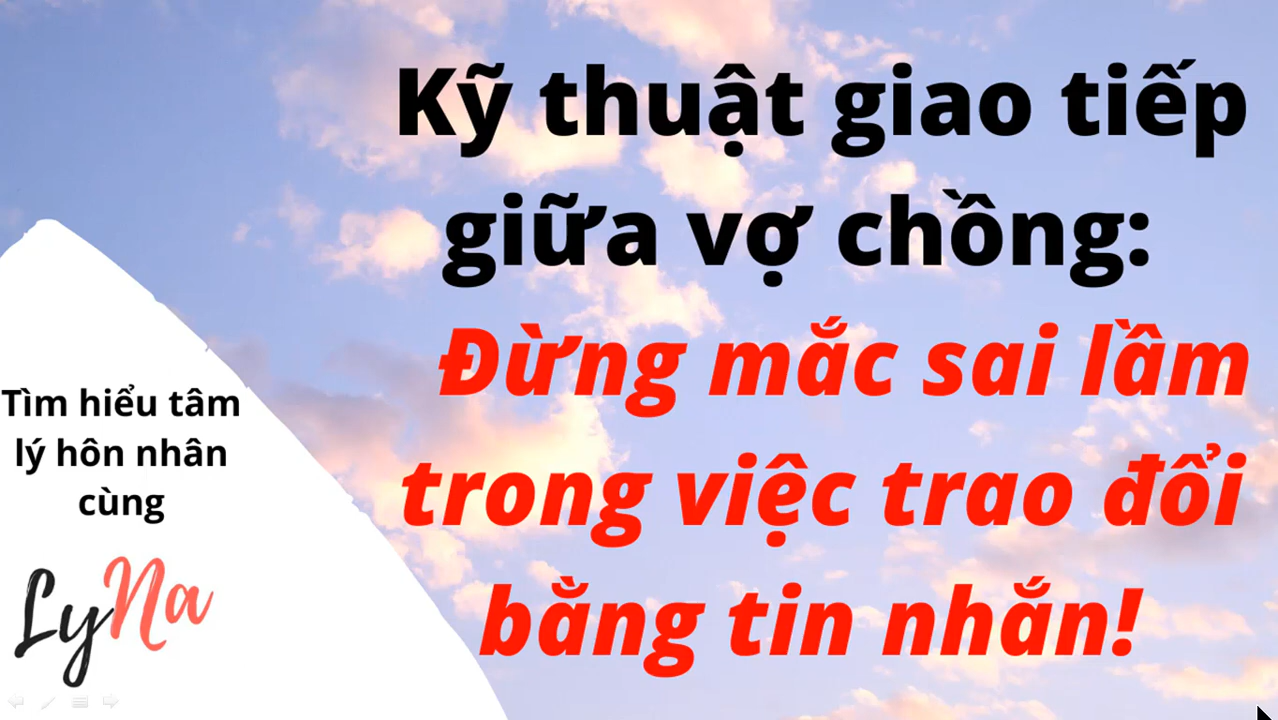 Kỹ thuật giao tiếp
giữa vợ chồng:
Đừng mắc sai lầm
trong việc trao đổi
bằng tin nhắn!
Tìm hiểu tâm
lý hôn nhân
cùng
LyNa